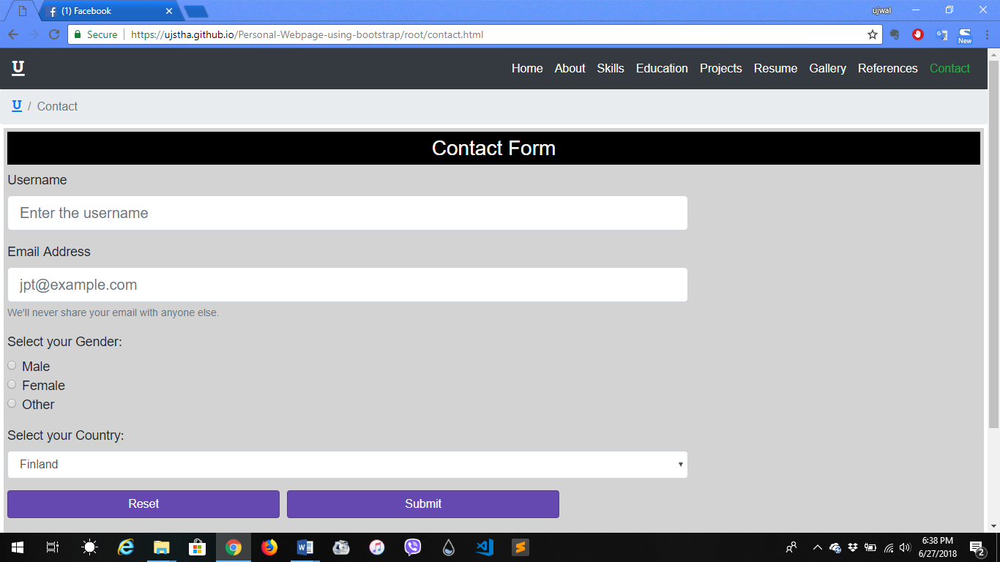 (1) Facebook
ujwal
Secure
https://ujstha.github.io/Personal-Webpage-using-bootstrap/root/contact.html
New
U Home About Skills Education Projects Resume Gallery References Contact
U / Contact
Contact Form
Username
Enter the username
Email Address
jpt@example.com
We'll never share your email with anyone else.
Select your Gender:
Male
Female
Other
Select your Country:
Finland
Reset Submit
6:38 PM
6/27/2018
2